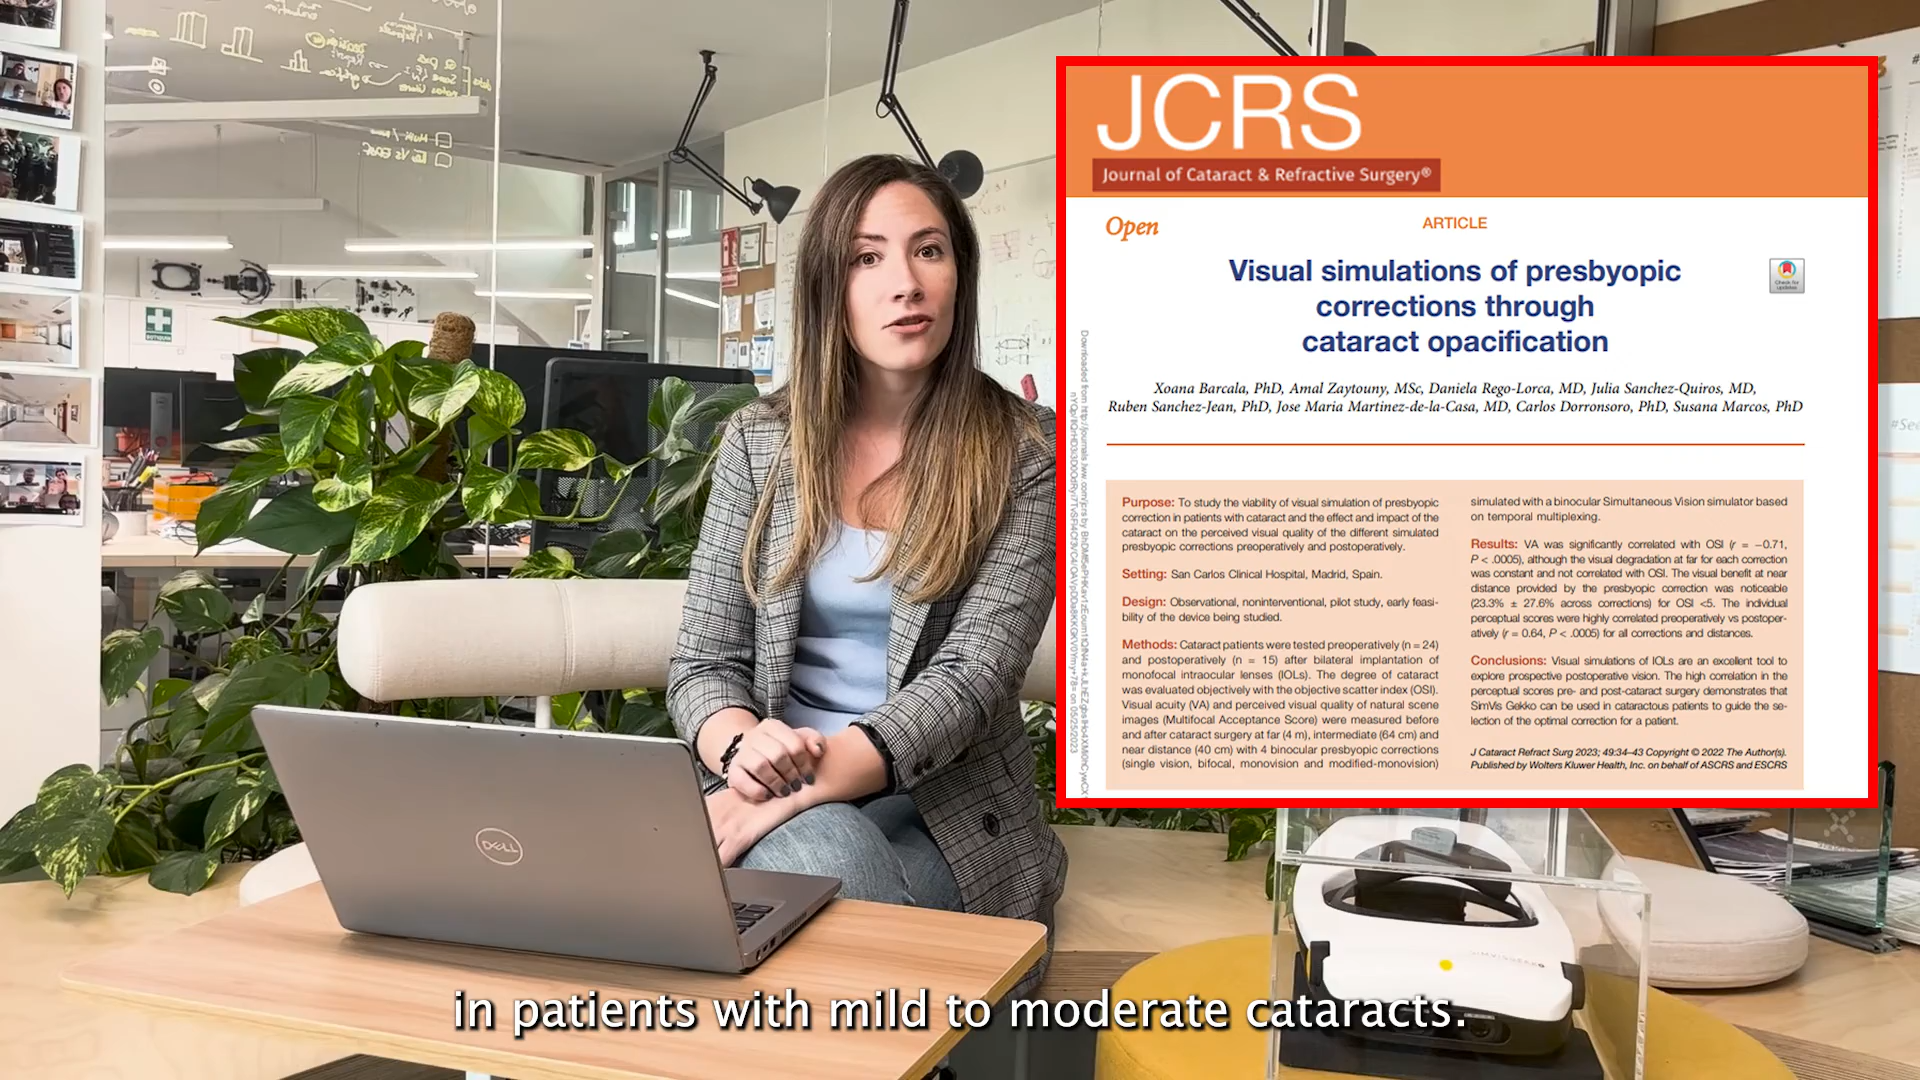 JCRS
Journal of Cataract & Refractive Surgery®
Open
ARTICLE
Visual simulations of presbyopic
corrections through
cataract opacification
Check for
updates
Xoana Barcala, PhD, Amal Zaytouny, MSc, Daniela Rego-Lorca, MD, Julia Sanchez-Quiros, MD,
Ruben Sanchez-Jean, PhD, Jose Maria Martinez-de-la-Casa, MD, Carlos Dorronsoro, PhD, Susana Marcos, PhD
Purpose: To study the viability of visual simulation of presbyopic
correction in patients with cataract and the effect and impact of the
cataract on the perceived visual quality of the different simulated
presbyopic corrections preoperatively and postoperatively.
Setting: San Carlos Clinical Hospital, Madrid, Spain.
Design: Observational, noninterventional, pilot study, early feasi-
bility of the device being studied.
Methods: Cataract patients were tested preoperatively (n = 24)
and postoperatively (n = 15) after bilateral implantation of
monofocal intraocular lenses (IOLs). The degree of cataract
was evaluated objectively with the objective scatter index (OSI).
Visual acuity (VA) and perceived visual quality of natural scene
images (Multifocal Acceptance Score) were measured before
and after cataract surgery at far (4 m), intermediate (64 cm) and
near distance (40 cm) with 4 binocular presbyopic corrections
(single vision, bifocal, monovision and modified-monovision)
simulated with a binocular Simultaneous Vision simulator based
on temporal multiplexing.
Results: VA was significantly correlated with OSI (r = −0.71,
P < .0005), although the visual degradation at far for each correction
was constant and not correlated with OSI. The visual benefit at near
distance provided by the presbyopic correction was noticeable
(23.3% ± 27.6% across corrections) for OSI <5. The individual
perceptual scores were highly correlated preoperatively vs postoper-
atively (r = 0.64, P < .0005) for all corrections and distances.
Conclusions: Visual simulations of IOLs are an excellent tool to
explore prospective postoperative vision. The high correlation in the
perceptual scores pre- and post-cataract surgery demonstrates that
SimVis Gekko can be used in cataractous patients to guide the se-
lection of the optimal correction for a patient.
J Cataract Refract Surg 2023; 49:34–43 Copyright © 2022 The Author(s).
Published by Wolters Kluwer Health, Inc. on behalf of ASCRS and ESCRS
DELL
in patients with mild to moderate cataracts.